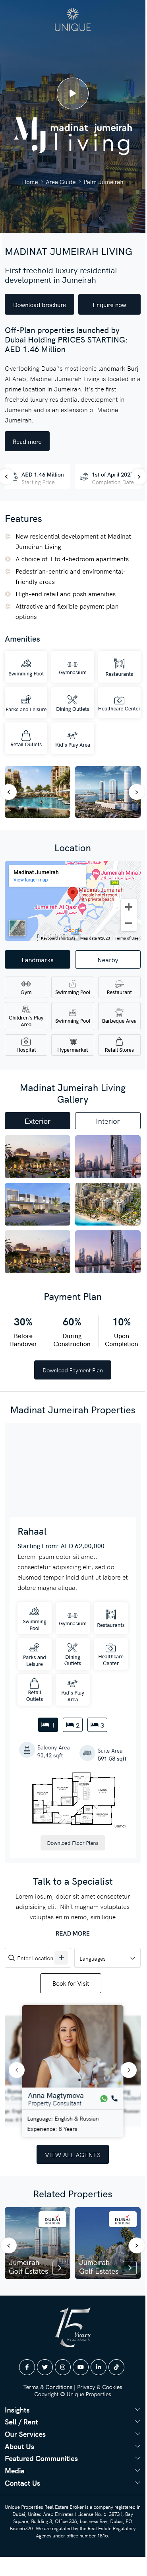 UNIQUE
MJ madinat jumeirah
living
Home > Area Guide > Palm Jumeirah
MADINAT JUMEIRAH LIVING
First freehold luxury residential
development in Jumeirah
Download brochure
Enquire now
Off-Plan properties launched by
Dubai Holding PRICES STARTING:
AED 1.46 Million
Overlooking Dubai's most iconic landmark Burj
Al Arab, Madinat Jumeirah Living is located in a
prime location in Jumeirah. It's the first
freehold luxury residential development in
Jumeirah and is an extension of Madinat
Jumeirah.
Read more
AED 1.46 Million
Starting Price
1st of April 202
Completion Date
Features
New residential development at Madinat
Jumeirah Living
A choice of 1 to 4-bedroom apartments
Pedestrian-centric and environmental-
friendly areas
High-end retail and posh amenities
Attractive and flexible payment plan
options
Amenities
Swimming Pool
Gymnasium
Restaurants
Parks and Leisure
Dining Outlets
Healthcare Center
Retail Outlets
Kid's Play Area
Location
Madinat Jumeirah
View larger map
Madinat Jumeirah
Upscale hotel resort
with private beach
Keyboard shortcuts
Map data ©2023
Terms of Use
Landmarks
Nearby
Gym
Swimming Pool
Restaurant
Children's Play
Area
Swimming Pool
Barbeque Area
Hospital
Hypermarket
Retail Stores
Madinat Jumeirah Living
Gallery
Exterior
Interior
Payment Plan
30%
Before
Handover
60%
During
Construction
10%
Upon
Completion
Download Payment Plan
Madinat Jumeirah Properties
Rahaal
Starting From: AED 62,00,000
Lorem ipsum dolor sit amet,
consectetur adipiscing elit, sed do
eiusmod tempor incididunt ut labore et
dolore magna aliqua.
Swimming
Pool
Gymnasium
Restaurants
Parks and
Leisure
Dining
Outlets
Healthcare
Center
Retail
Outlets
Kid's Play
Area
1
2
3
Balcony Area
95,42 sqft
Suite Area
591,58 sqft
Download Floor Plans
Talk to a Specialist
Lorem ipsum, dolor sit amet consectetur
adipisicing elit. Nihil magnam voluptates
voluptas enim nemo, similique
READ MORE
Enter Location
Languages
Book for Visit
Anna Magtymova
Property Consultant
Language: English & Russian
Experience: 8 Years
VIEW ALL AGENTS
Related Properties
DUBAI
Jumeirah
Golf Estates
DUBAI
Jumeirah
Golf Estates
15 Years
Terms & Conditions | Privacy & Cookies
Copyright © Unique Properties
Insights
Sell / Rent
Our Services
About Us
Featured Communities
Media
Contact Us
Unique Properties Real Estate Broker is a company registered in
Dubai, United Arab Emirates ( License No. 613873 ), Bay
Square, Building 3, Office 206, business Bay, Dubai, PO
Box.55720. We are regulated by the Real Estate Regulatory
Agency under office number 1816.